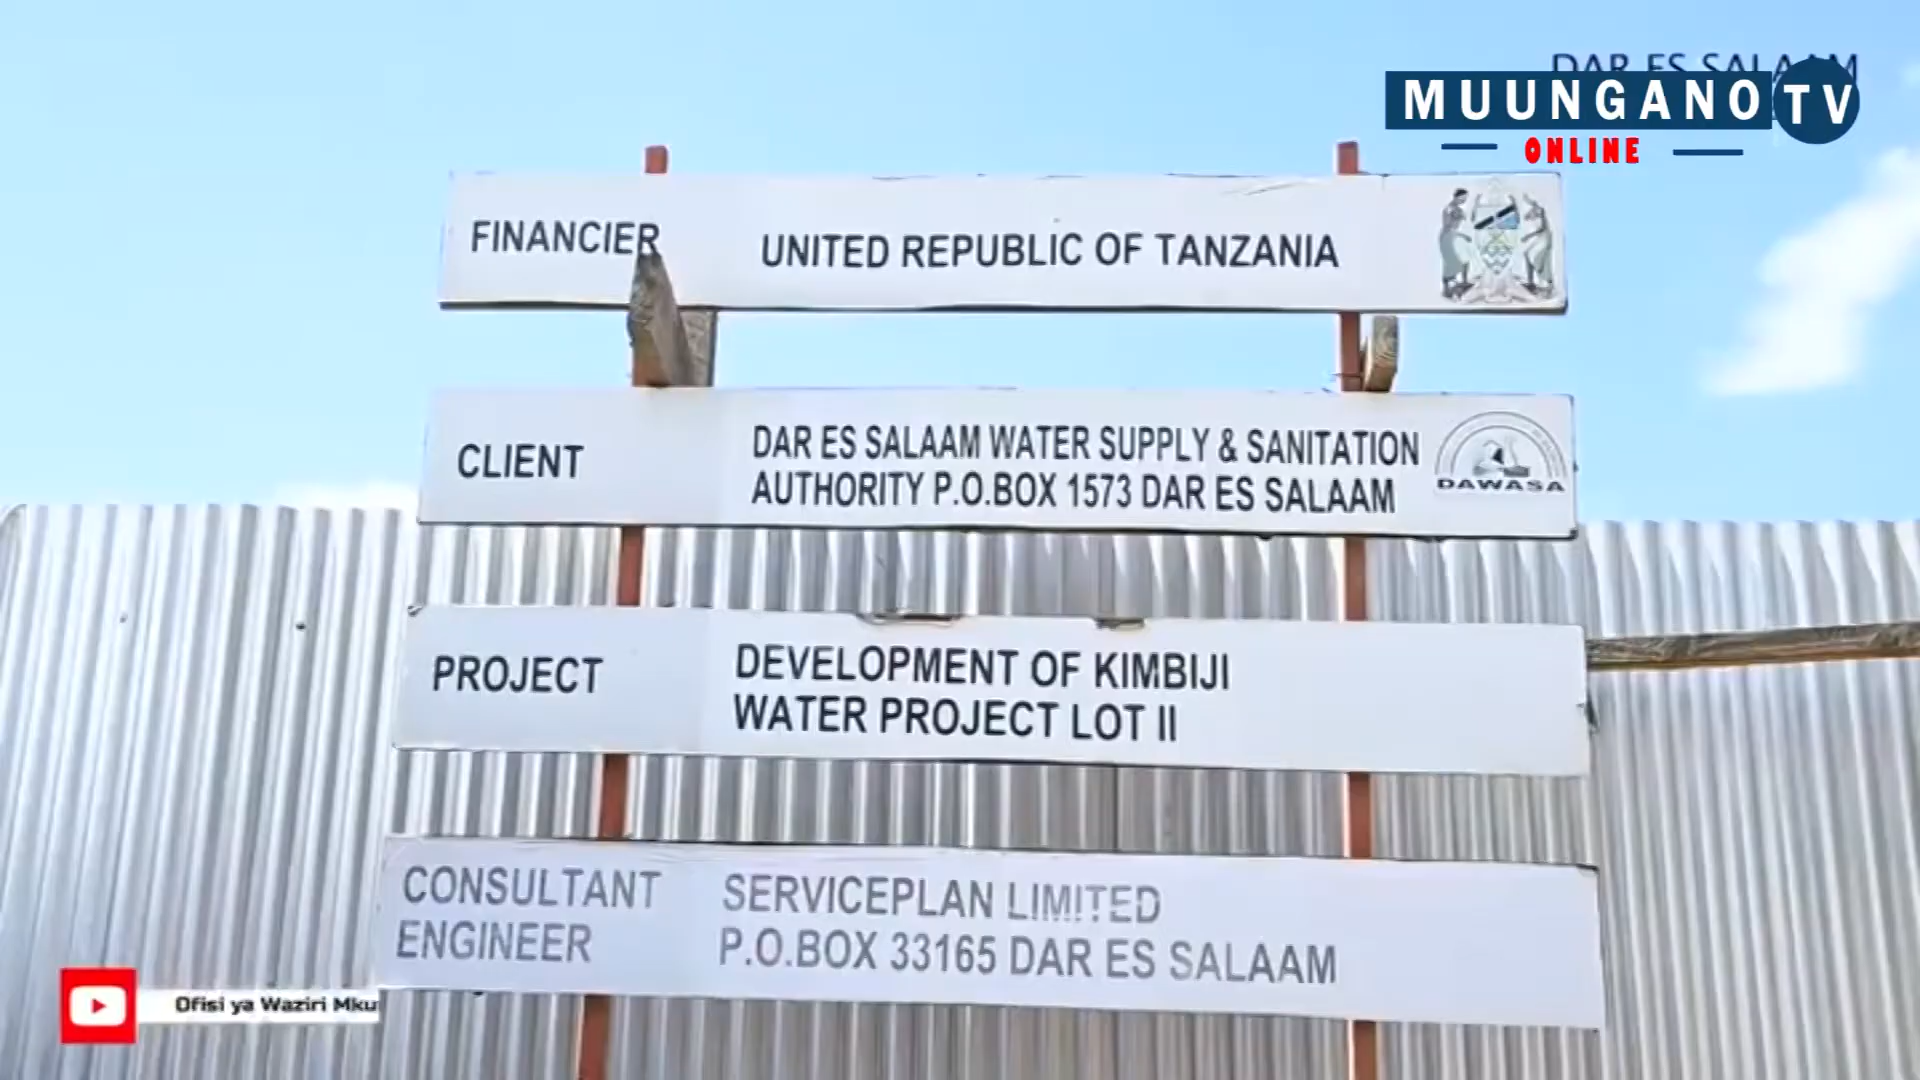 DAR ES SALAAM
MUUNGANO TV
ONLINE
FINANCIER
UNITED REPUBLIC OF TANZANIA
CLIENT
DAR ES SALAAM WATER SUPPLY & SANITATION
AUTHORITY P.O.BOX 1573 DAR ES SALAAM
DAWASA
PROJECT
DEVELOPMENT OF KIMBIJI
WATER PROJECT LOT II
CONSULTANT
ENGINEER
SERVICEPLAN LIMITED
P.O.BOX 33165 DAR ES SALAAM
Ofisi ya Waziri Mku